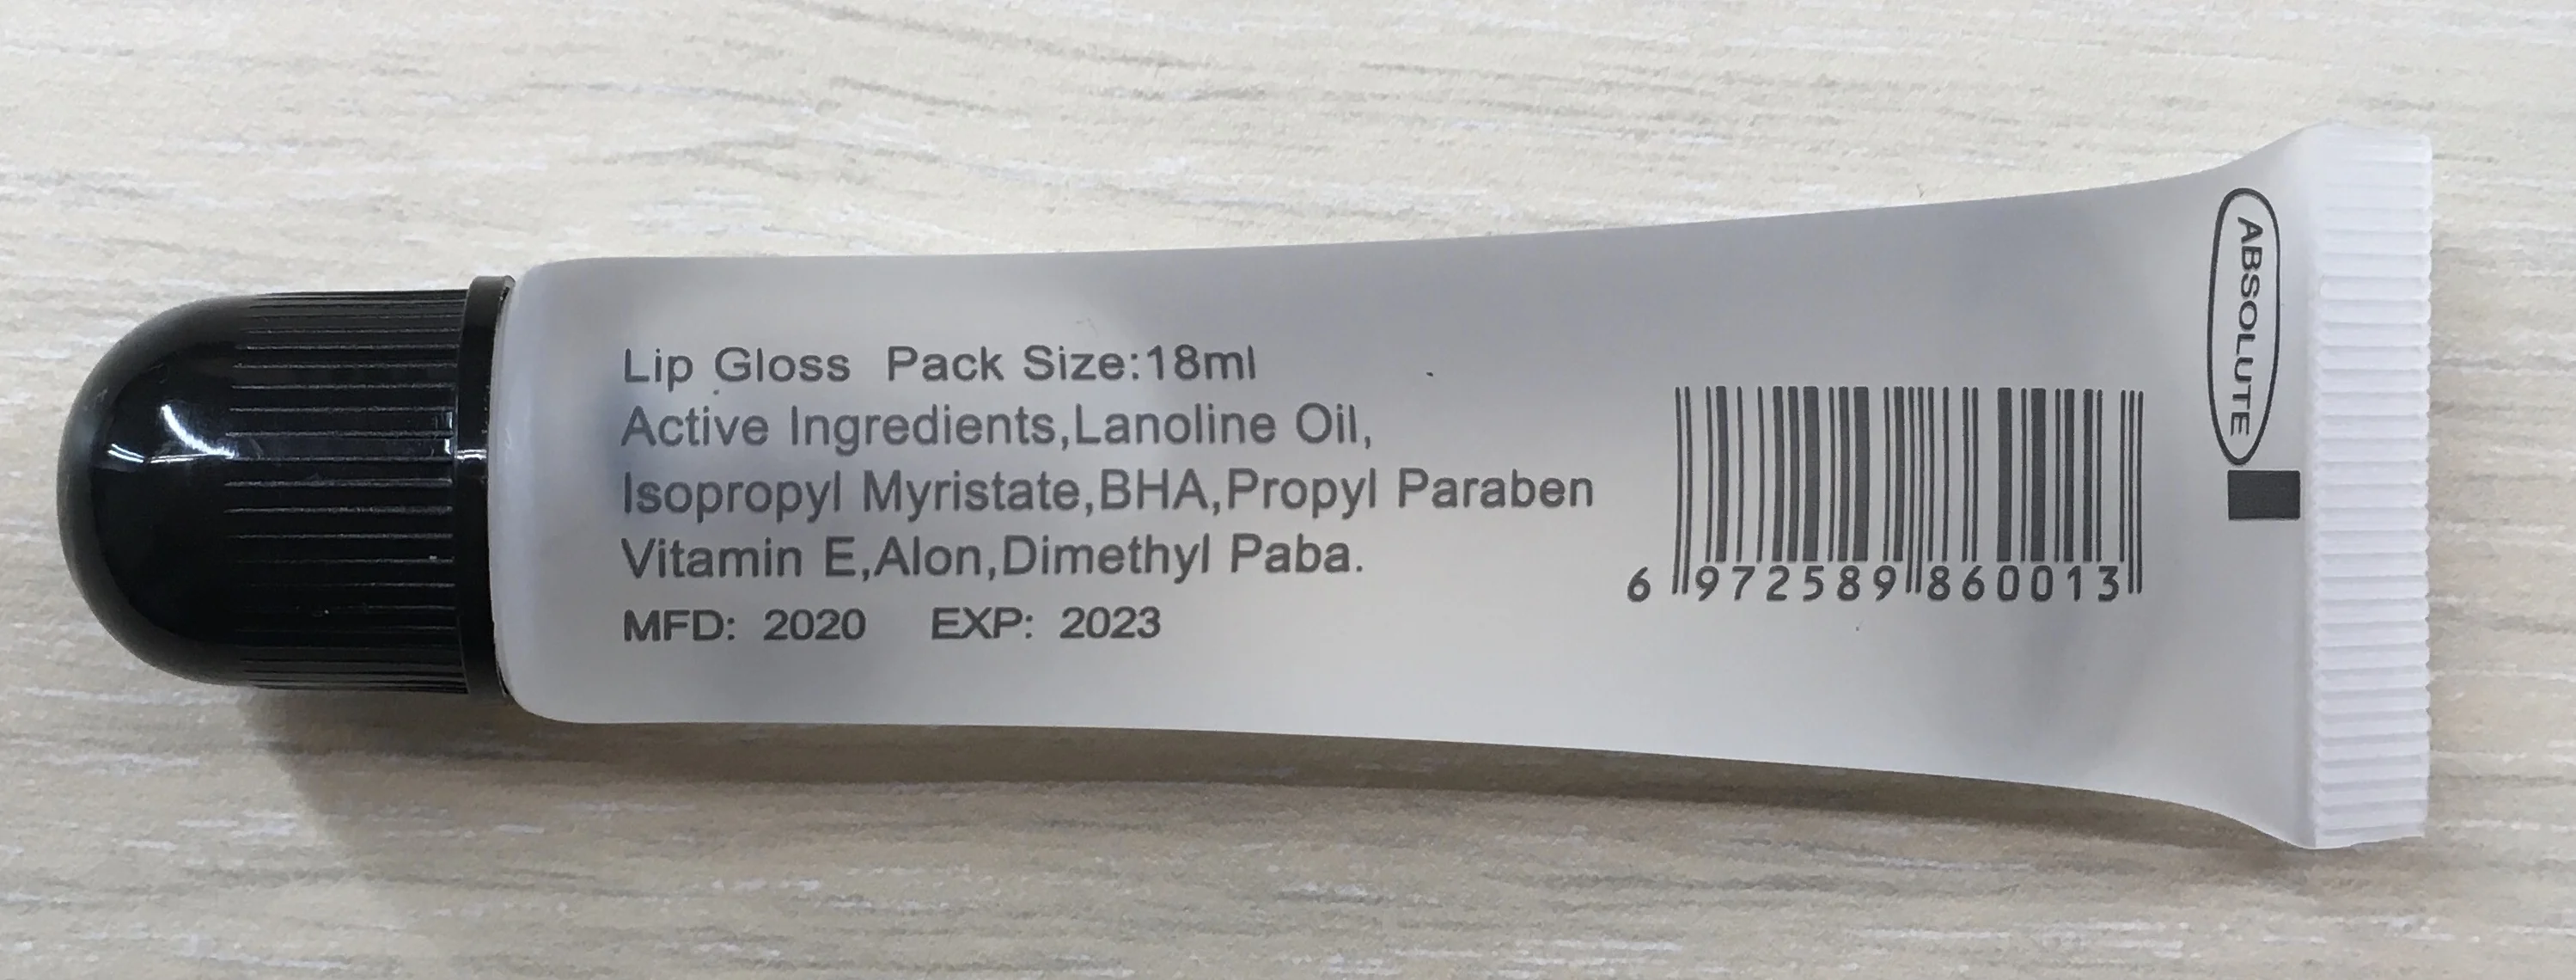 Lip Gloss Pack Size:18ml
Active Ingredients,Lanoline Oil,
Isopropyl Myristate,BHA,Propyl Paraben
Vitamin E,Alon,Dimethyl Paba.
MFD: 2020 EXP: 2023
6 972589 860013
ABSOLUTE